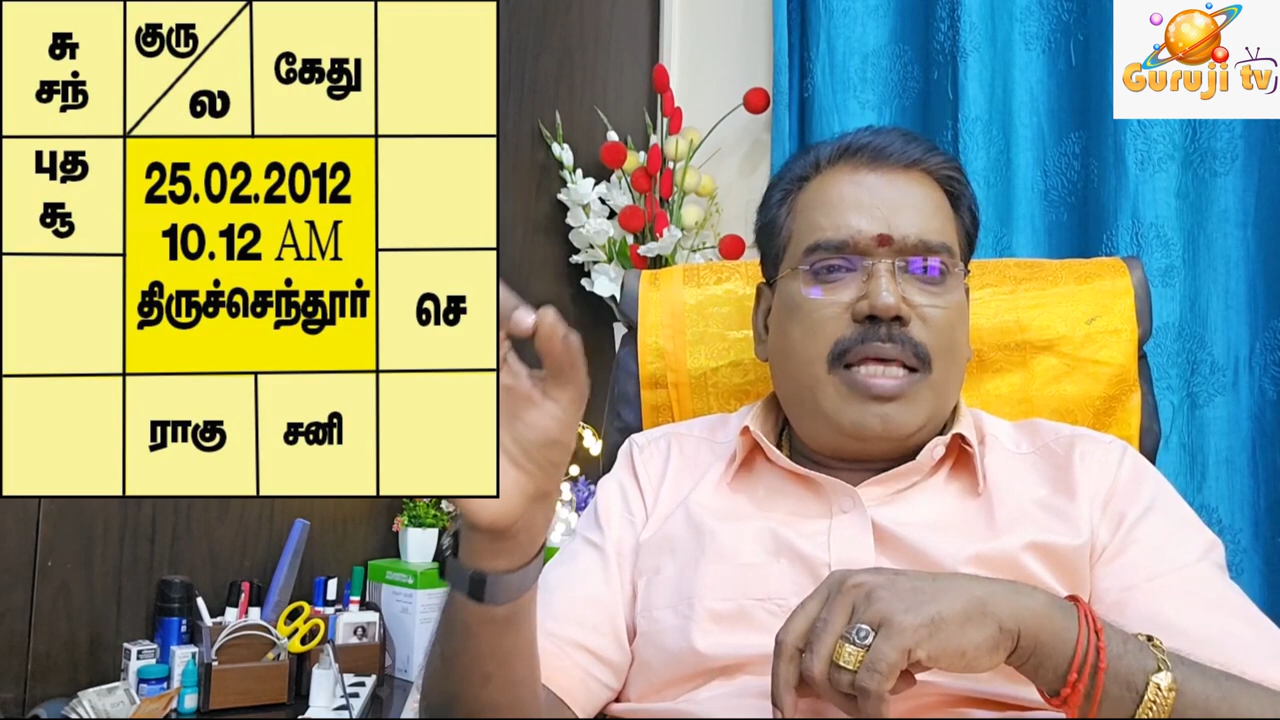 சு
சந்
குரு
ல
கேது
புத
சூ
25.02.2012
10.12 AM
திருச்செந்தூர்
செ
ராகு
சனி
Guruji tv